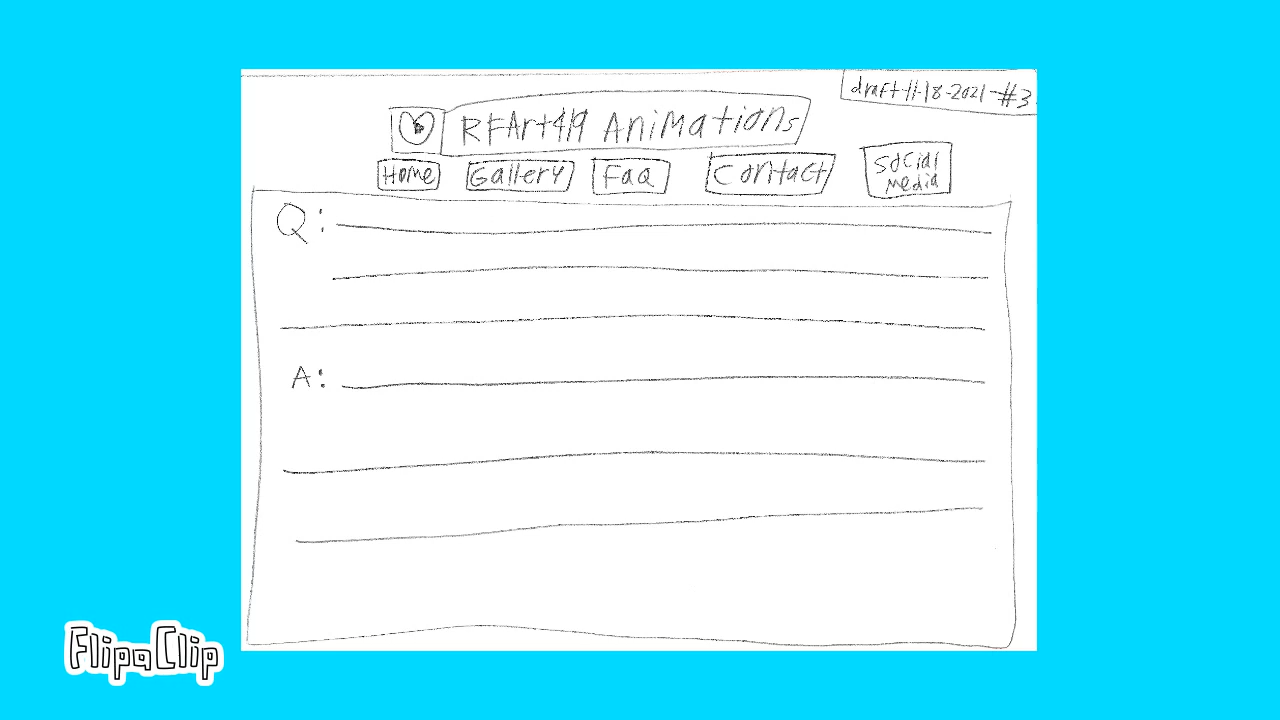 draft-11-18-2021-#3
RFArt419 Animations
Home Gallery Faq Contact Social Media
Q:
A:
FlipaClip